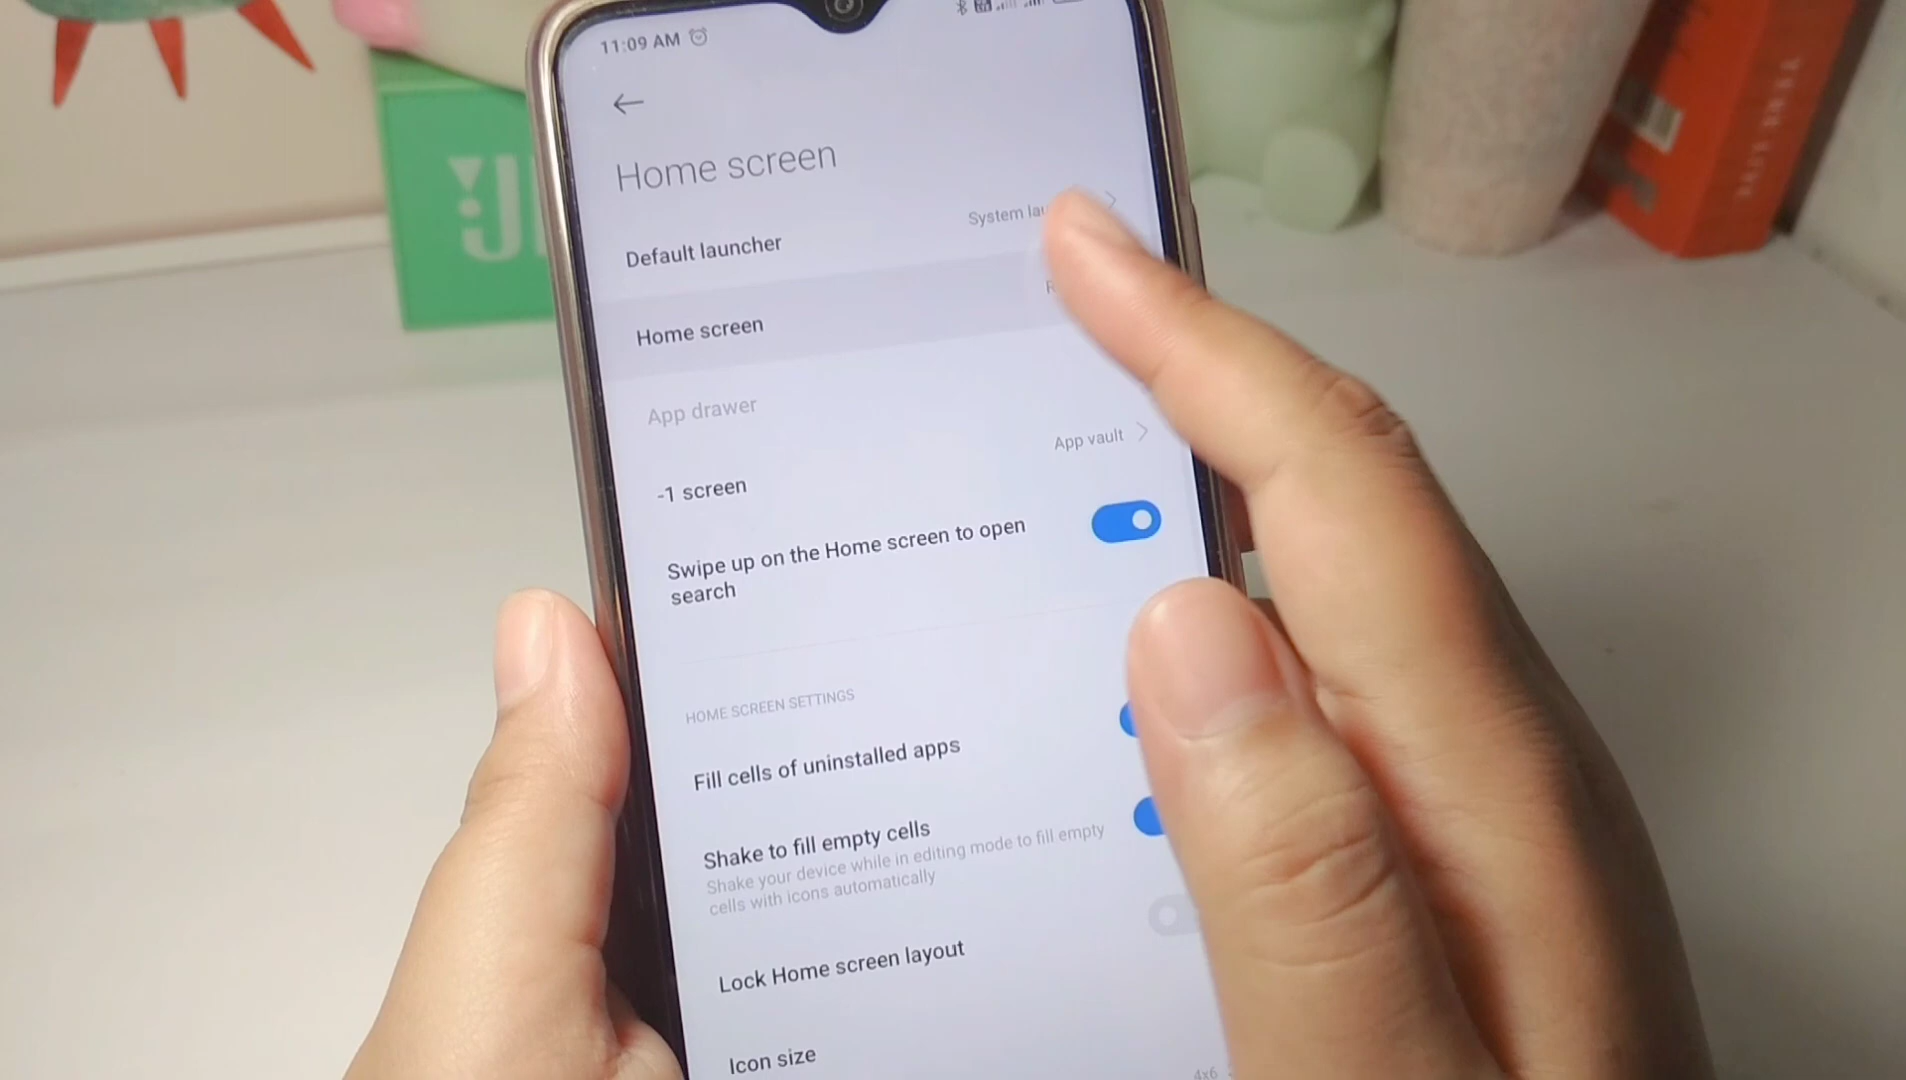 11:09 AM
Home screen
Default launcher
System
Home screen
App drawer
-1 screen
App vault
Swipe up on the Home screen to open
search
HOME SCREEN SETTINGS
Fill cells of uninstalled apps
Shake to fill empty cells
Shake your device while in editing mode to fill empty
cells with icons automatically
Lock Home screen layout
Icon size
4x6